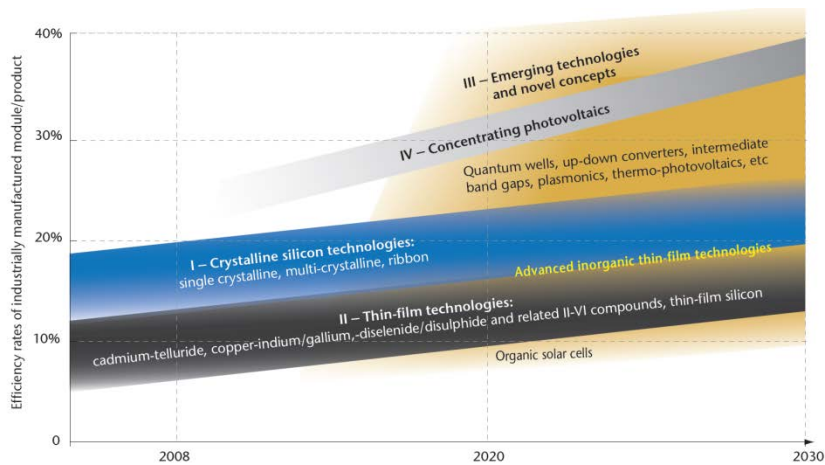 Efficiency rates of industrially manufactured module/product
40%
30%
20%
10%
0
III – Emerging technologies
and novel concepts
IV – Concentrating photovoltaics
Quantum wells, up-down converters, intermediate
band gaps, plasmonics, thermo-photovoltaics, etc
I – Crystalline silicon technologies:
single crystalline, multi-crystalline, ribbon
Advanced inorganic thin-film technologies
II – Thin-film technologies:
cadmium-telluride, copper-indium/gallium,-diselenide/disulphide and related II-VI compounds, thin-film silicon
Organic solar cells
2008
2020
2030